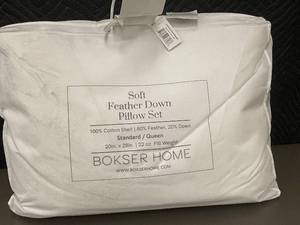 Soft
Feather Down
Pillow Set
100% Cotton Shell | 80% Feather, 20% Down
Standard / Queen
20in. x 28in. | 22 oz. Fill Weight
BOKSER HOME
WWW.BOKSERHOME.COM